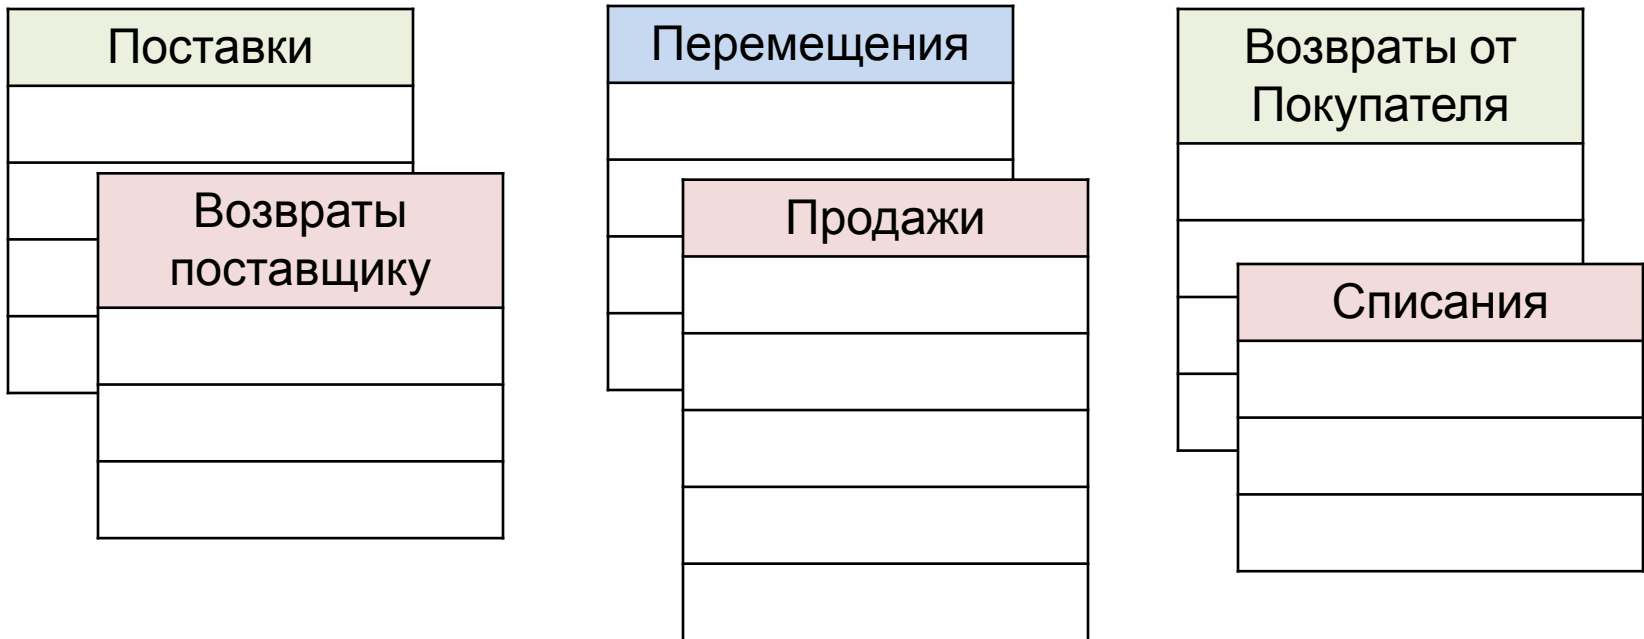 Поставки
Возвраты
поставщику
Перемещения
Продажи
Возвраты от
Покупателя
Списания